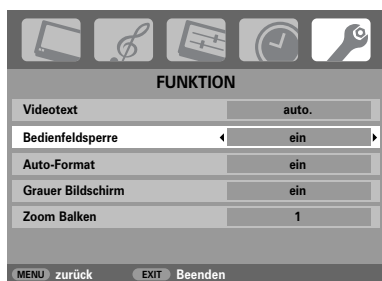 FUNKTION
Videotext auto.
Bedienfeldsperre ein
Auto-Format ein
Grauer Bildschirm ein
Zoom Balken 1
MENU zurück EXIT Beenden